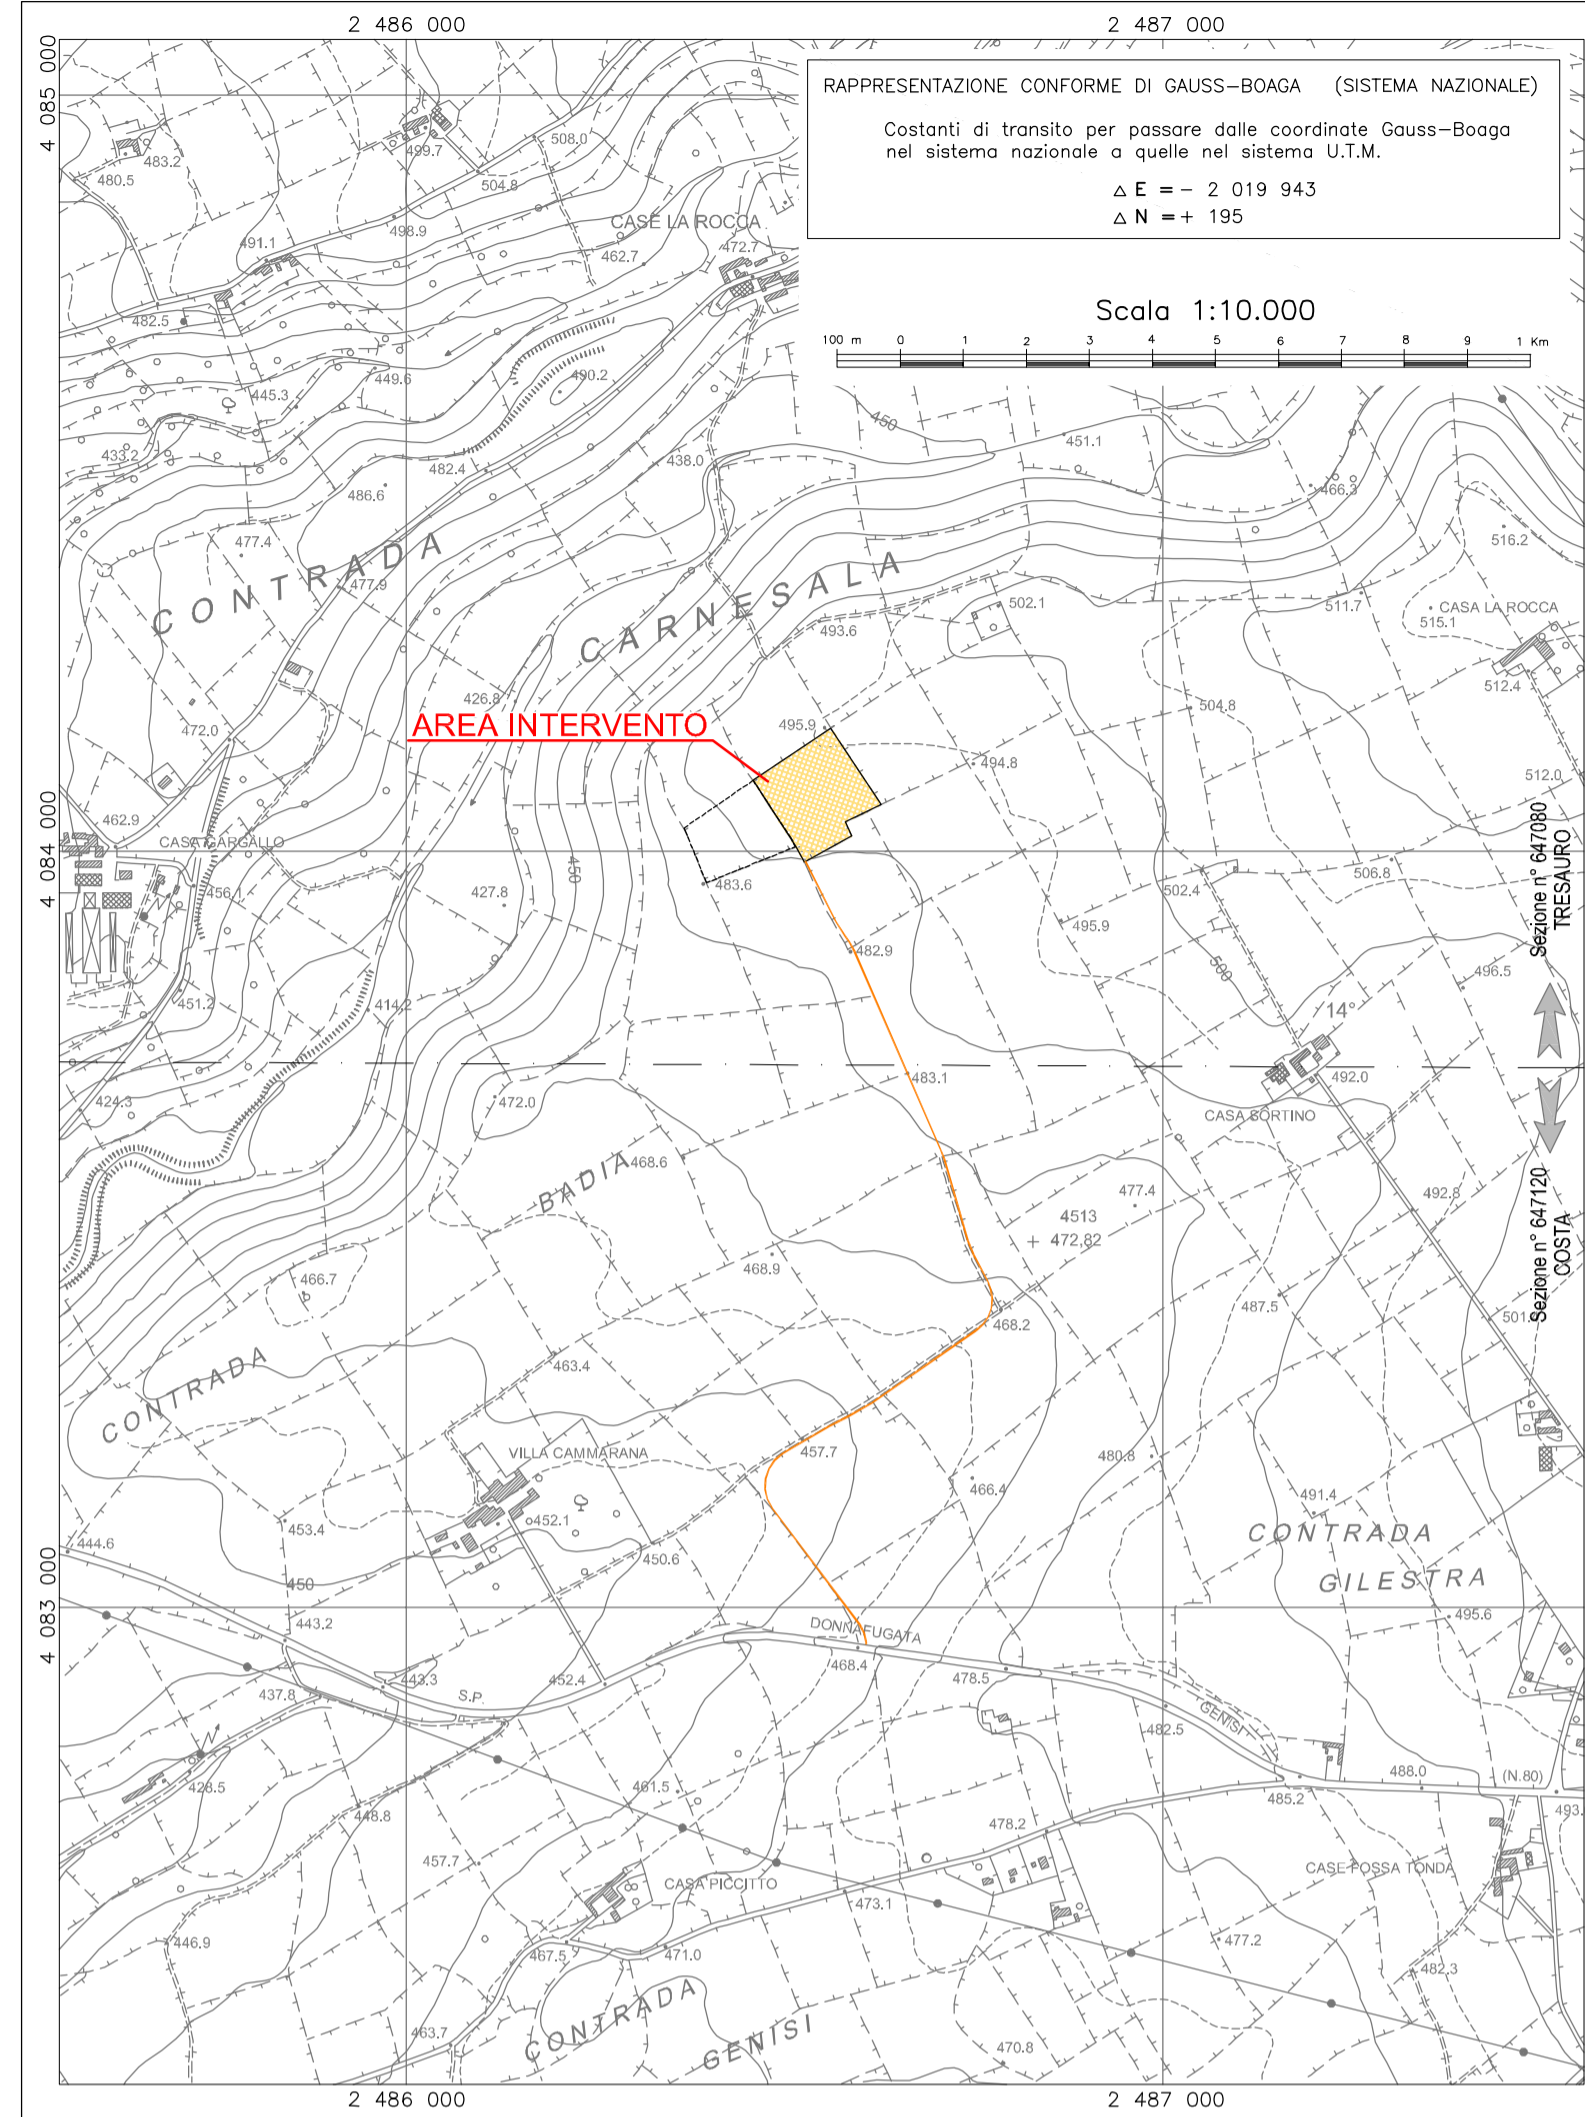 2 486 000
2 487 000
4 085 000
RAPPRESENTAZIONE CONFORME DI GAUSS-BOAGA (SISTEMA NAZIONALE)
Costanti di transito per passare dalle coordinate Gauss-Boaga
nel sistema nazionale a quelle nel sistema U.T.M.
△ E = - 2 019 943
△ N = + 195
Scala 1:10.000
100 m 0 1 2 3 4 5 6 7 8 9 1 Km
483.2
480.5
499.7
508.0
504.8
498.9
CASE LA ROCCA
491.1
462.7
472.7
482.5
449.6
490.2
445.3
450
451.1
433.2
482.4
438.0
486.6
466.3
477.4
516.2
CONTRADA
CARNESALA
477.9
502.1
493.6
511.7
CASA LA ROCCA
515.1
512.4
426.8
504.8
472.0
AREA INTERVENTO
495.9
494.8
512.0
462.9
CASA GARGALLO
4 084 000
456.1
427.8
450
483.6
502.4
506.8
495.9
Sezione n° 647080
TRESAURO
482.9
500
496.5
451.2
414.2
14°
483.1
492.0
424.3
472.0
CASA SORTINO
BADIA
468.6
477.4
492.8
4513
+ 472,82
Sezione n° 647120
COSTA
468.9
466.7
487.5
501.
468.2
CONTRADA
463.4
VILLA CAMMARANA
457.7
480.8
466.4
491.4
452.1
453.4
CONTRADA
GILESTRA
444.6
450.6
450
4 083 000
443.2
DONNAFUGATA
495.6
468.4
443.3
452.4
478.5
437.8
S.P.
GENISI
482.5
428.5
461.5
485.2
488.0
(N.80)
493.
448.8
478.2
457.7
CASA PICCITTO
CASE FOSSA TONDA
473.1
446.9
467.5
471.0
477.2
482.3
463.7
CONTRADA
GENISI
470.8
2 486 000
2 487 000